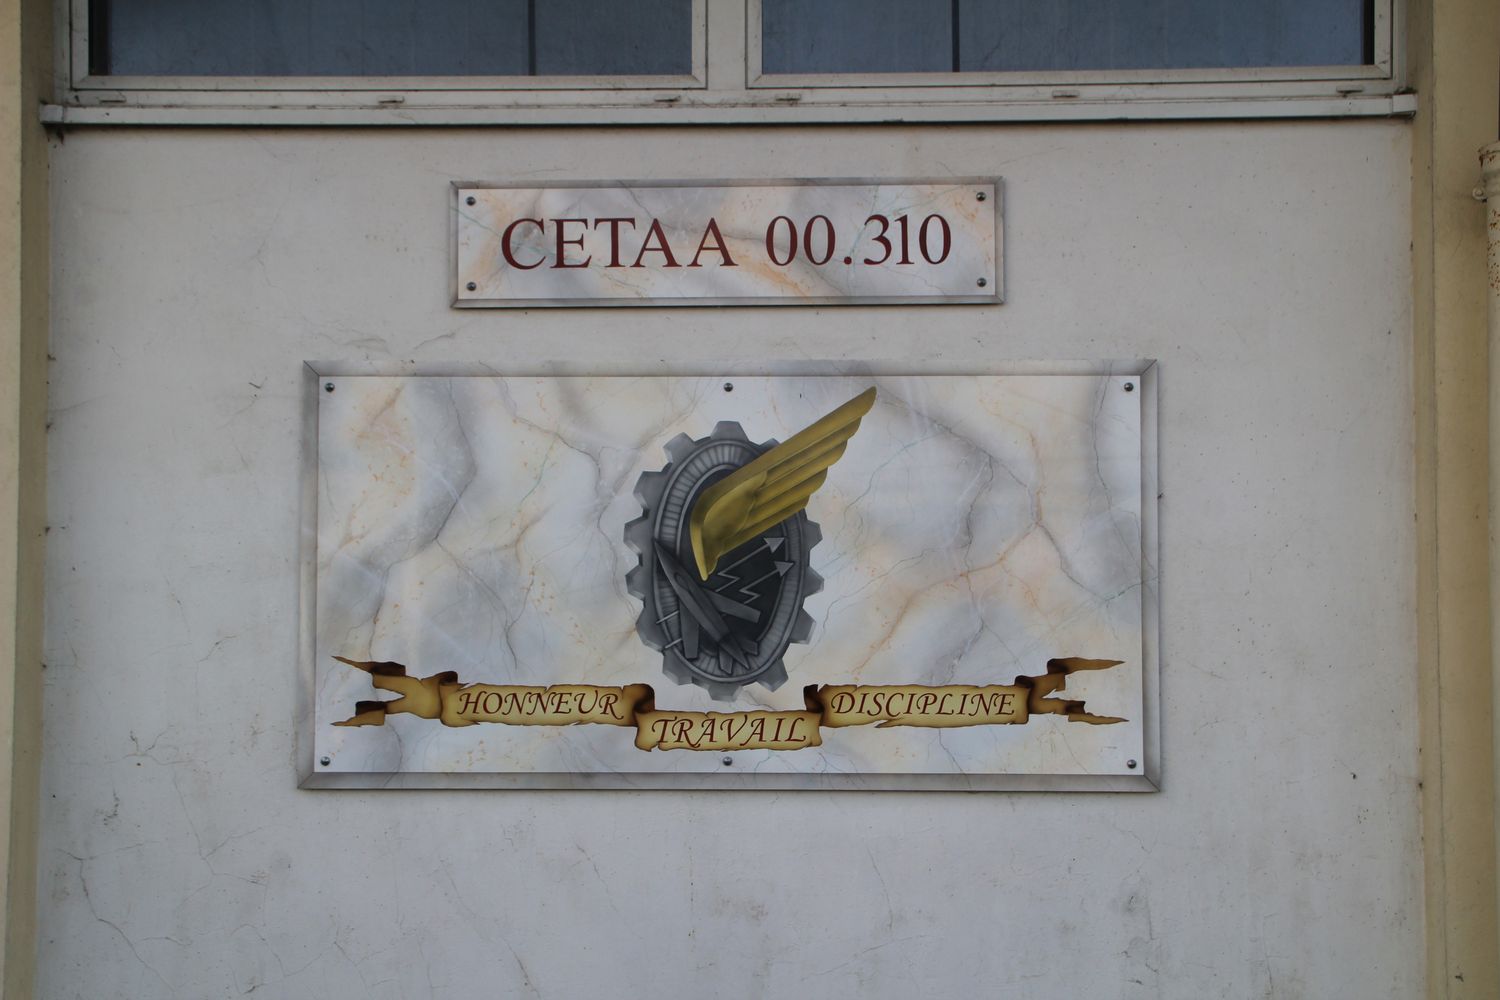 CETAA 00.310
HONNEUR
TRAVAIL
DISCIPLINE